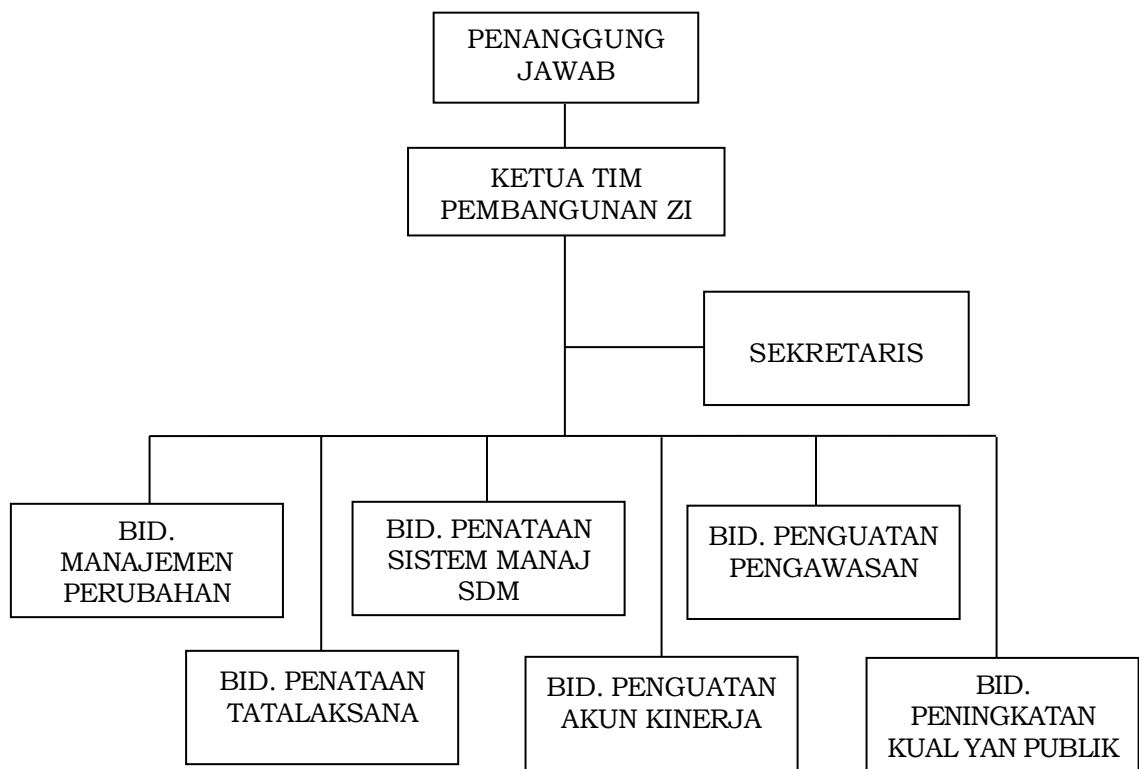 PENANGGUNG
JAWAB
KETUA TIM
PEMBANGUNAN ZI
SEKRETARIS
BID.
MANAJEMEN
PERUBAHAN
BID. PENATAAN
SISTEM MANAJ
SDM
BID. PENGUATAN
PENGAWASAN
BID. PENATAAN
TATALAKSANA
BID. PENGUATAN
AKUN KINERJA
BID.
PENINGKATAN
KUAL YAN PUBLIK